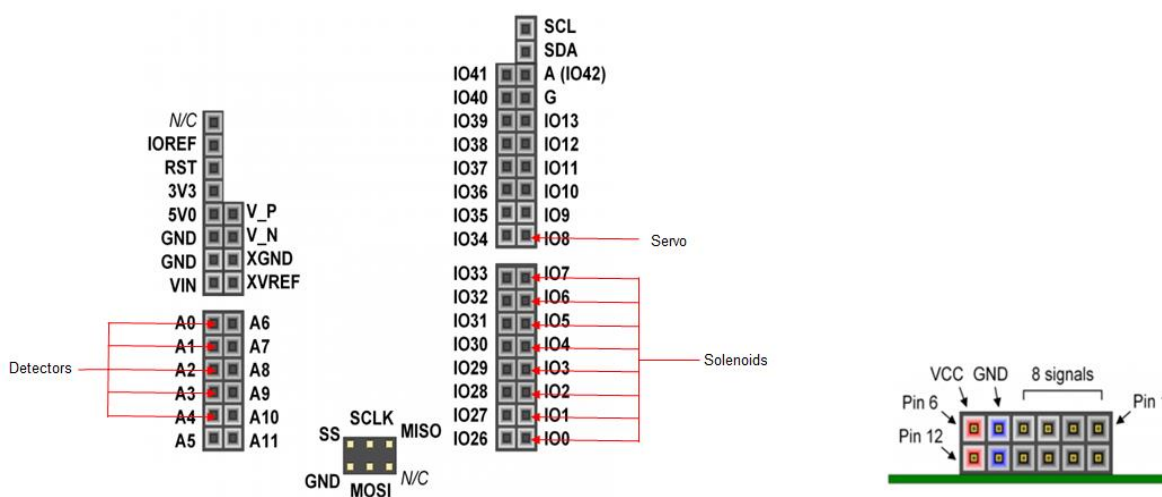 SCL
SDA
IO41 A (IO42)
IO40 G
IO39 IO13
IO38 IO12
IO37 IO11
IO36 IO10
IO35 IO9
IO34 IO8 Servo
N/C
IOREF
RST
3V3
5V0 V_P
GND V_N
GND XGND
VIN XVREF
IO33 IO7
IO32 IO6
IO31 IO5
IO30 IO4
IO29 IO3
IO28 IO2
IO27 IO1
IO26 IO0
Solenoids
A0 A6
A1 A7
A2 A8
A3 A9
A4 A10
A5 A11
Detectors
SCLK
SS MISO
GND N/C
MOSI
VCC GND 8 signals
Pin 6 Pin
Pin 12